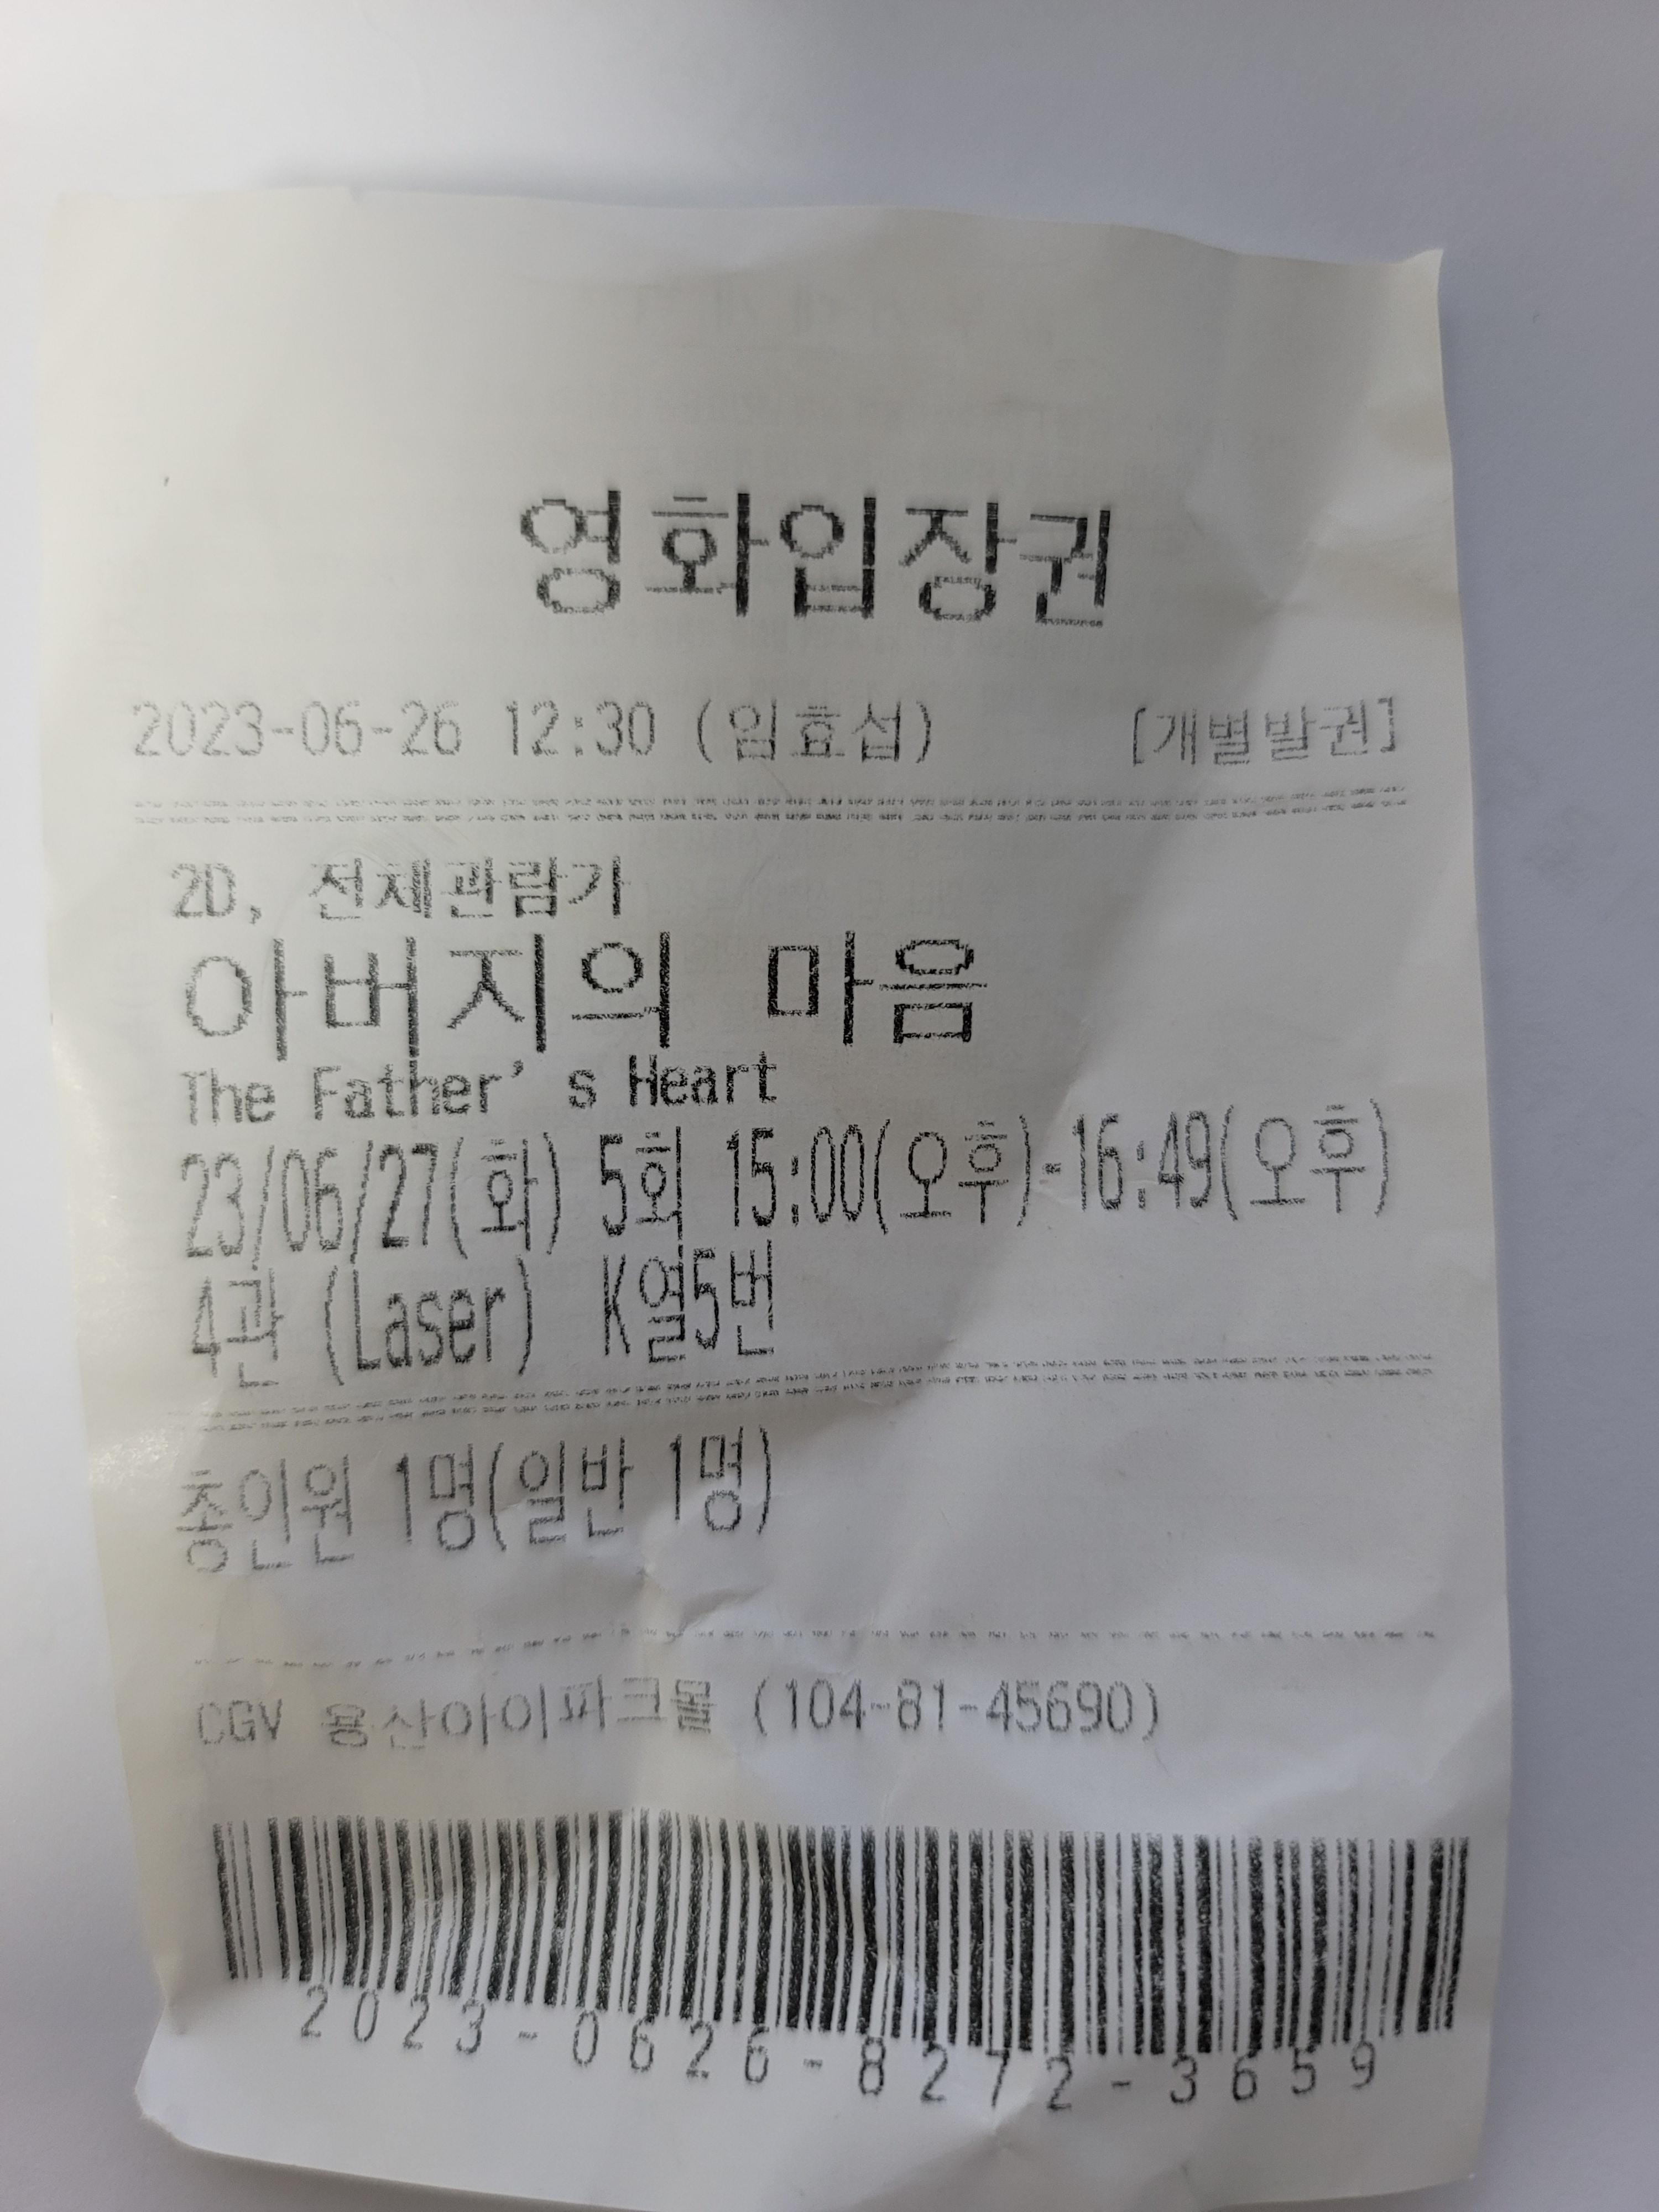 영화입장권
2023-06-26 12:30 (임효섭) [개별발권]
2D, 전체관람가
아버지의 마음
The Father's Heart
23/06/27(화) 5회 15:00(오후)-16:49(오후)
4관 (Laser) K열5번
총인원 1명(일반 1명)
CGV 용산아이파크몰 (104-81-45690)
2023-0626-8272-3659